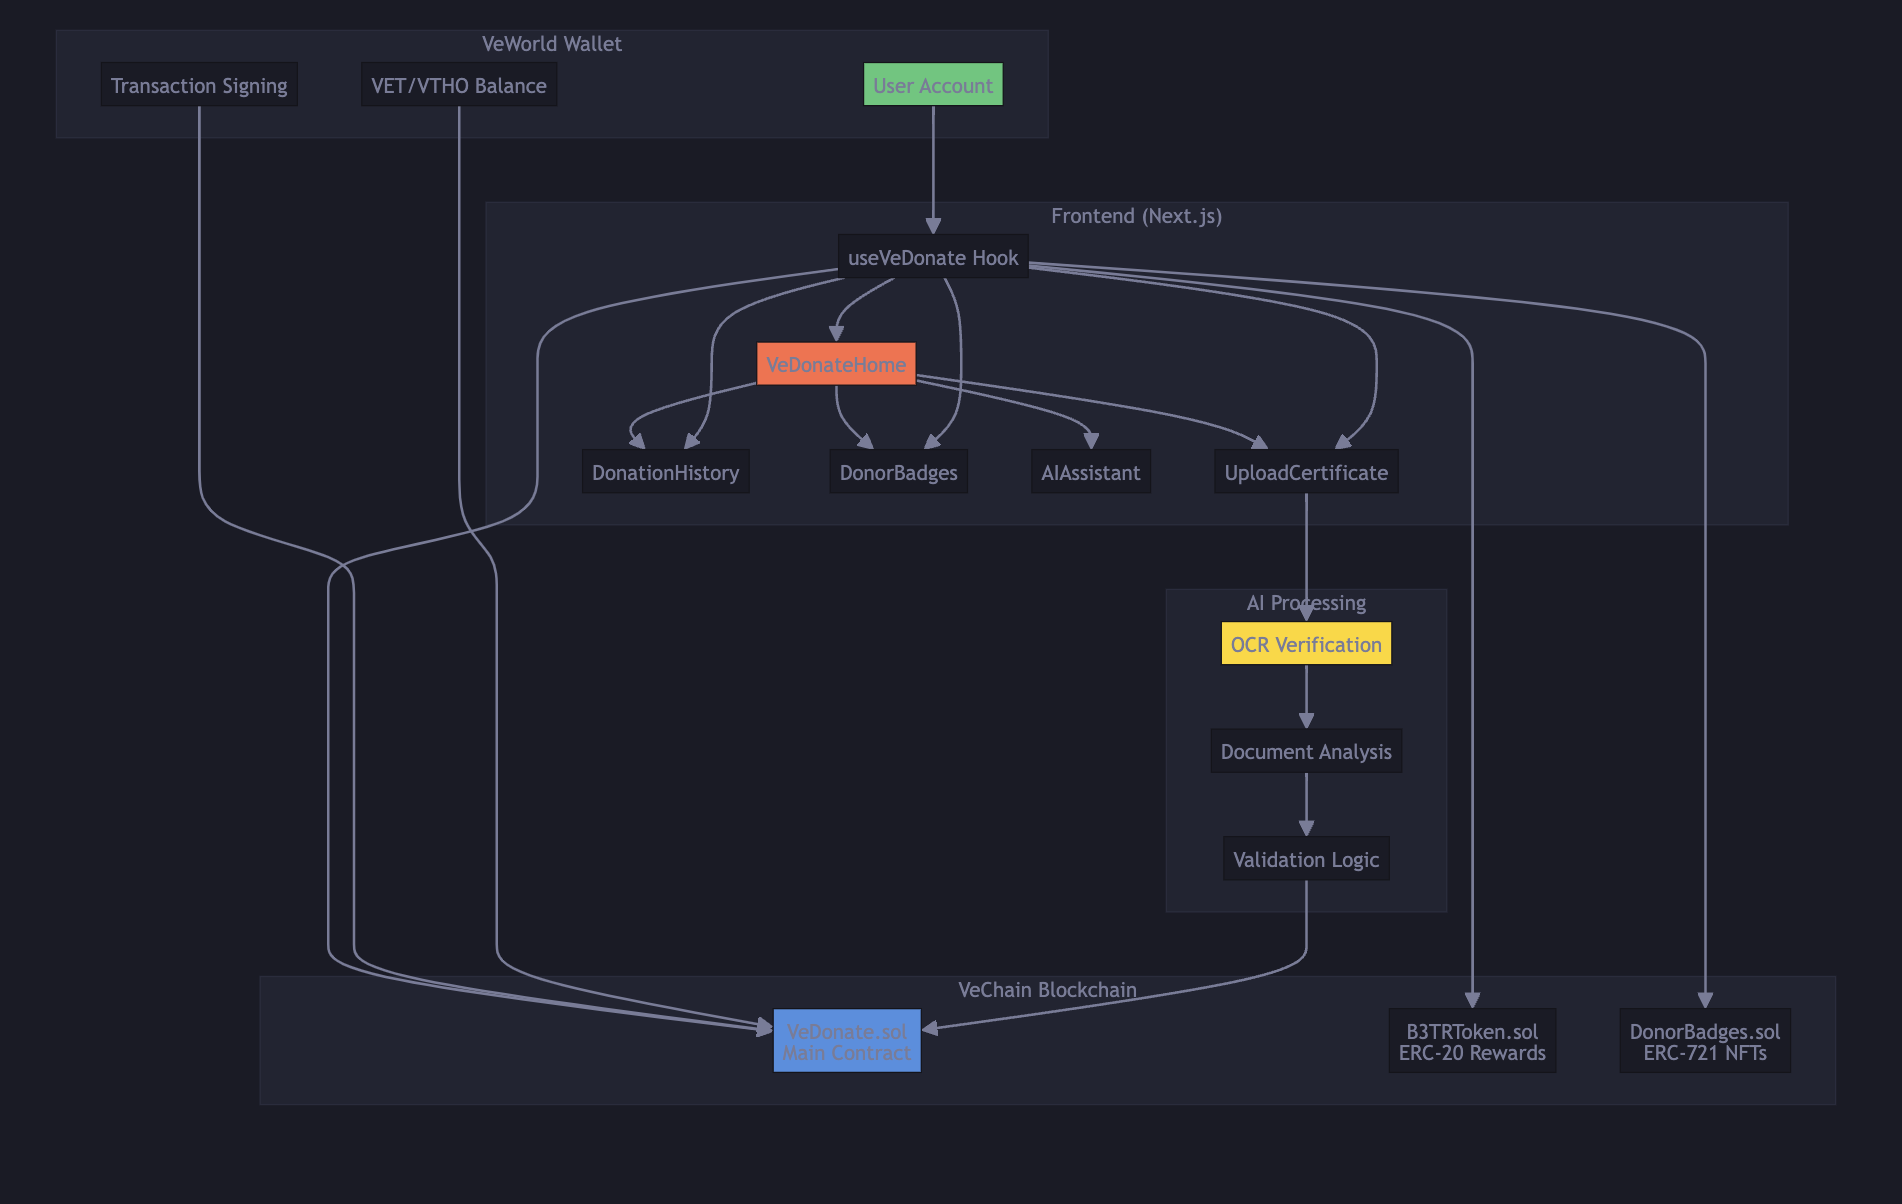 VeWorld Wallet
Transaction Signing
VET/VTHO Balance
User Account
Frontend (Next.js)
useVeDonate Hook
VeDonateHome
DonationHistory
DonorBadges
AIAssistant
UploadCertificate
AI Processing
OCR Verification
Document Analysis
Validation Logic
VeChain Blockchain
VeDonate.sol
Main Contract
B3TRToken.sol
ERC-20 Rewards
DonorBadges.sol
ERC-721 NFTs